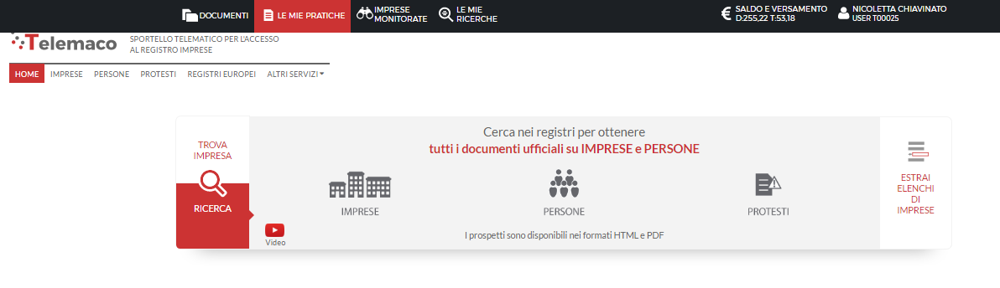 DOCUMENTI
LE MIE PRATICHE
IMPRESE
MONITORATE
LE MIE
RICERCHE
SALDO E VERSAMENTO
D:255,22 T:53,18
NICOLETTA CHIAVINATO
USER T00025
Telemaco
SPORTELLO TELEMATICO PER L'ACCESSO
AL REGISTRO IMPRESE
HOME IMPRESE PERSONE PROTESTI REGISTRI EUROPEI ALTRI SERVIZI
TROVA
IMPRESA
RICERCA
Cerca nei registri per ottenere
tutti i documenti ufficiali su IMPRESE e PERSONE
IMPRESE
PERSONE
PROTESTI
Video
I prospetti sono disponibili nei formati HTML e PDF
ESTRAI
ELENCHI
DI
IMPRESE